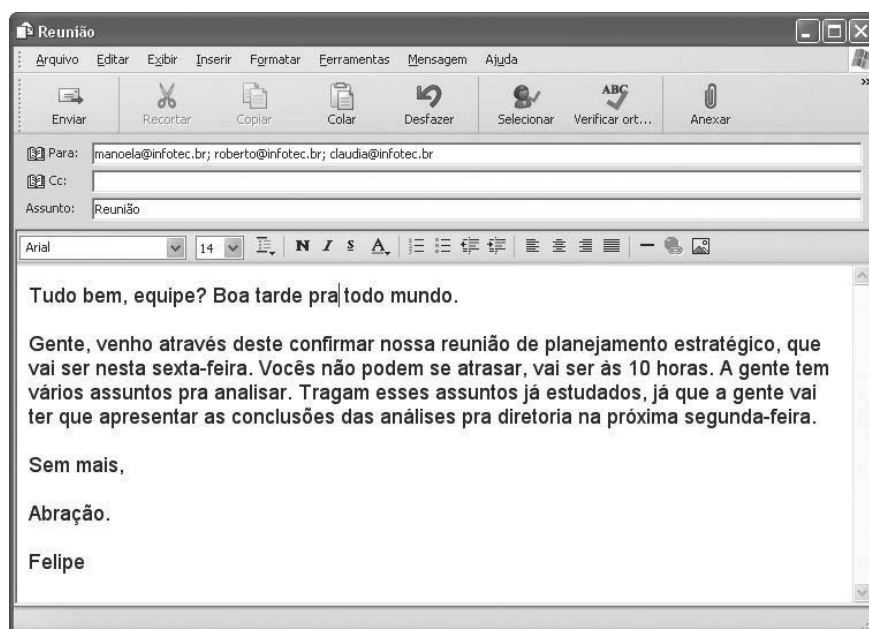 Reunião
Arquivo Editar Exibir Inserir Formatar Ferramentas Mensagem Ajuda
Enviar Recortar Copiar Colar Desfazer Selecionar ABC Verificar ort... Anexar
Para: manoela@infotec.br; roberto@infotec.br; claudia@infotec.br
Cc:
Assunto: Reunião
Arial 14 N I S A
Tudo bem, equipe? Boa tarde pra todo mundo.
Gente, venho através deste confirmar nossa reunião de planejamento estratégico, que
vai ser nesta sexta-feira. Vocês não podem se atrasar, vai ser às 10 horas. A gente tem
vários assuntos pra analisar. Tragam esses assuntos já estudados, já que a gente vai
ter que apresentar as conclusões das análises pra diretoria na próxima segunda-feira.
Sem mais,
Abração.
Felipe